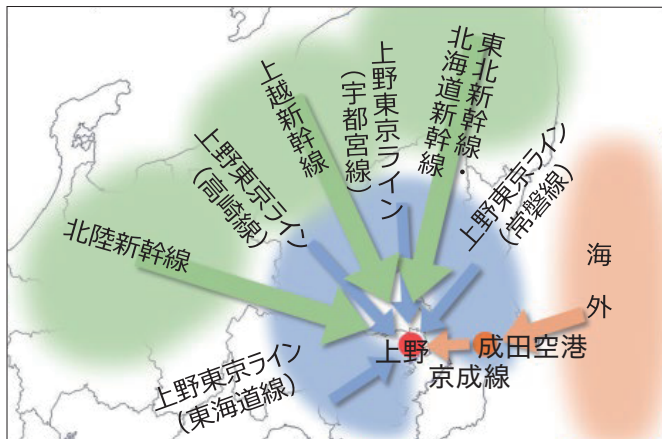 東北新幹線・
北海道新幹線
上野東京ライン
(宇都宮線)
上越新幹線
上野東京ライン
(高崎線)
上野東京ライン
(常磐線)
北陸新幹線
海外
上野
成田空港
京成線
上野東京ライン
(東海道線)